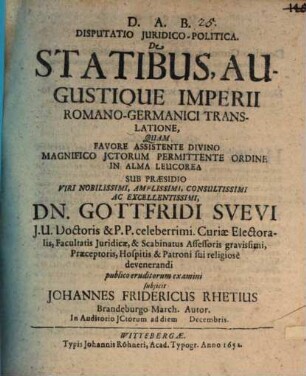 D. A. B. 25.
DISPUTATIO JURIDICO-POLITICA.
De
STATIBUS, AU-
GUSTIQUE IMPERII
ROMANO-GERMANICI TRANS-
LATIONE,
QUAM
FAVORE ASSISTENTE DIVINO
MAGNIFICO JCTORUM PERMITTENTE ORDINE
IN ALMA LEUCOREA
SUB PRÆSIDIO
VIRI NOBILISSIMI, AMPLISSIMI, CONSULTISSIMI
AC EXCELLENTISSIMI,
DN. GOTTFRIDI SVEVI
J.U. Doctoris & P.P. celeberrimi. Curiæ Electora-
lis, Facultatis Juridicæ, & Scabinatus Assessoris gravissimi,
Præceptoris, Hospitis & Patroni sui religiosè
devenerandi
publico eruditorum examini
subjicit
JOHANNES FRIDERICUS RHETIUS
Brandeburgo March. Autor.
In Auditorio JCtorum ad diem Decembris.
WITTEBERGÆ.
Typis Johannis Röhneri, Acad. Typogr. Anno 1652.